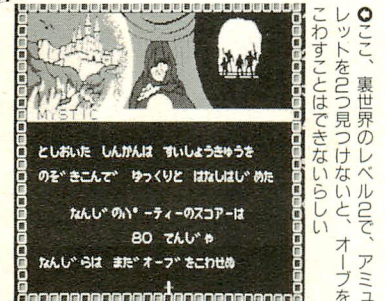 ✪ここ、裏世界のレベル2で、アミュ
レットを2つ見つけないと、オーブを
こわすことはできないらしい
MYSTIC
としおいた しんかんは すいしょうきゅうを
のぞきこんで ゆっくりと はなしはじめた
なんじのパーティーのスコアーは
80 てんじゃ
なんじらは まだオーブをこわせぬ